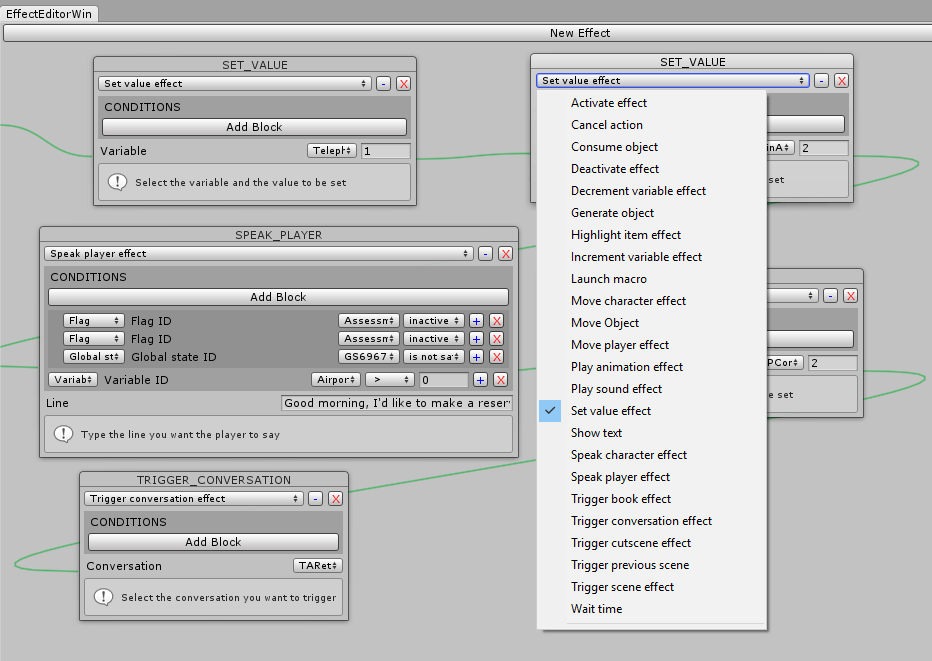 EffectEditorWin
New Effect
SET_VALUE
Set value effect
-
X
CONDITIONS
Add Block
Variable
Teleph
1
Select the variable and the value to be set
SPEAK_PLAYER
Speak player effect
-
X
CONDITIONS
Add Block
Flag
Flag ID
Assessm
inactive
+
X
Flag
Flag ID
Assessm
inactive
+
X
Global st
Global state ID
GS6967
is not sa
+
X
Variab
Variable ID
Airpor
>
0
+
X
Line
Good morning, I'd like to make a reser
Type the line you want the player to say
TRIGGER_CONVERSATION
Trigger conversation effect
-
X
CONDITIONS
Add Block
Conversation
TARet
Select the conversation you want to trigger
SET_VALUE
Set value effect
-
X
inA
2
set
Activate effect
Cancel action
Consume object
Deactivate effect
Decrement variable effect
Generate object
Highlight item effect
Increment variable effect
Launch macro
Move character effect
Move Object
Move player effect
Play animation effect
Play sound effect
Set value effect
Show text
Speak character effect
Speak player effect
Trigger book effect
Trigger conversation effect
Trigger cutscene effect
Trigger previous scene
Trigger scene effect
Wait time
-
X
PCor
2
e set